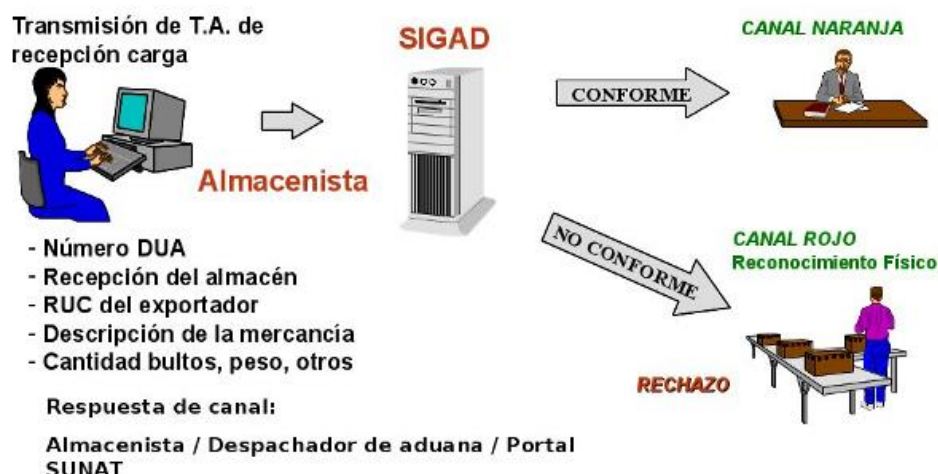 Transmisión de T.A. de
recepción carga
SIGAD
CANAL NARANJA
CONFORME
Almacenista
NO CONFORME
CANAL ROJO
Reconocimiento Físico
- Número DUA
- Recepción del almacén
- RUC del exportador
- Descripción de la mercancía
- Cantidad bultos, peso, otros
RECHAZO
Respuesta de canal:
Almacenista / Despachador de aduana / Portal
SUNAT